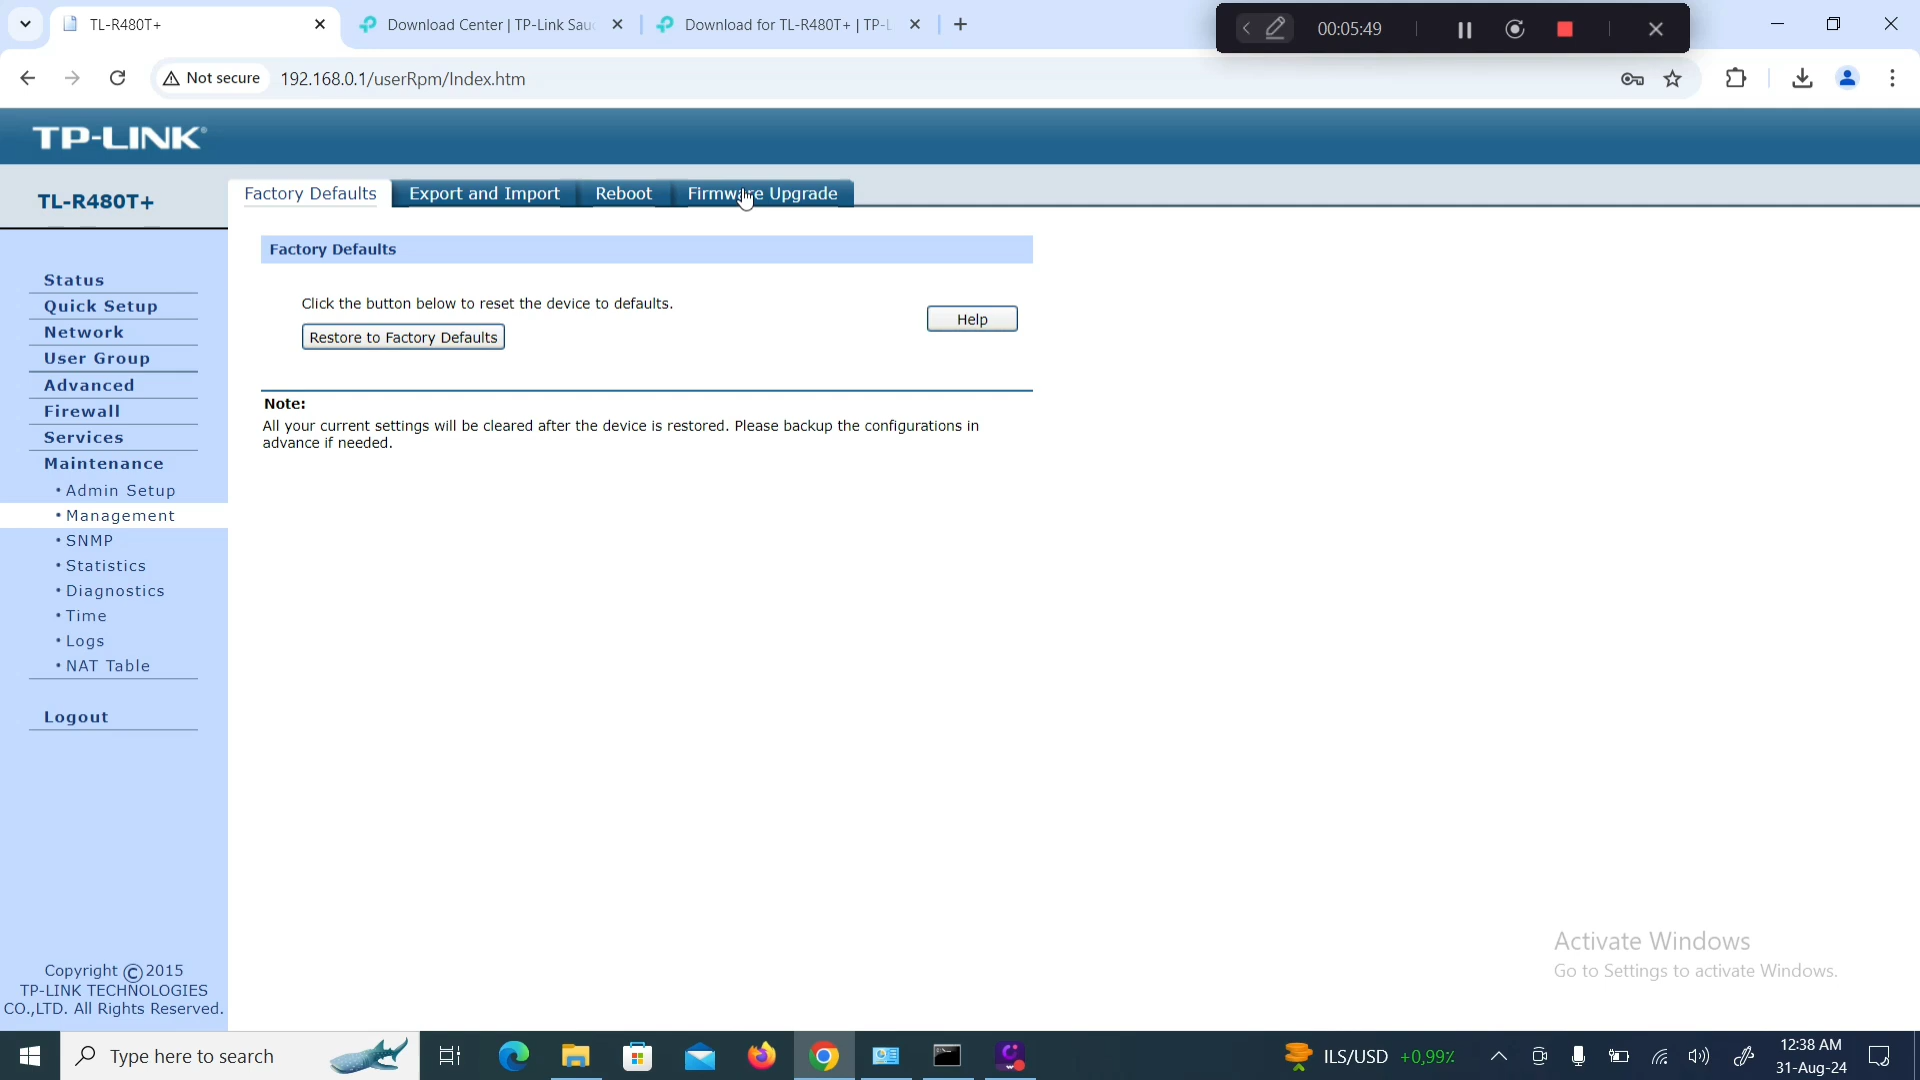 TL-R480T+
Download Center | TP-Link Sau
Download for TL-R480T+ | TP-L
00:05:49
Not secure
192.168.0.1/userRpm/Index.htm
TP-LINK®
TL-R480T+
Factory Defaults
Export and Import
Reboot
Firmware Upgrade
Factory Defaults
Click the button below to reset the device to defaults.
Restore to Factory Defaults
Help
Note:
All your current settings will be cleared after the device is restored. Please backup the configurations in
advance if needed.
Status
Quick Setup
Network
User Group
Advanced
Firewall
Services
Maintenance
• Admin Setup
• Management
• SNMP
• Statistics
• Diagnostics
• Time
• Logs
• NAT Table
Logout
Copyright ©2015
TP-LINK TECHNOLOGIES
CO.,LTD. All Rights Reserved.
Activate Windows
Go to Settings to activate Windows.
Type here to search
ILS/USD +0,99%
12:38 AM
31-Aug-24